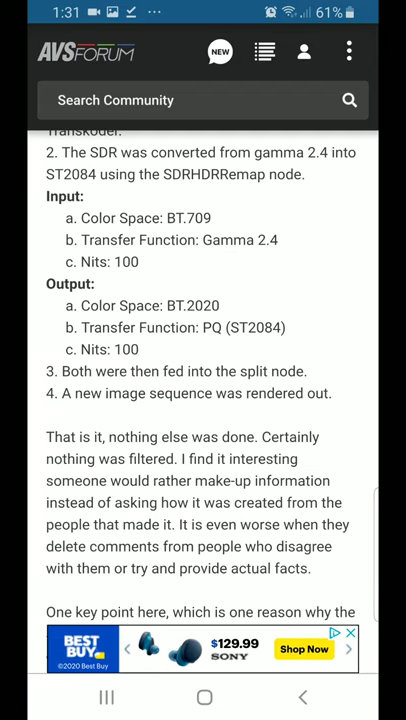 1:31 ... 61%
AVSFORUM NEW
Search Community
Transkoder.
2. The SDR was converted from gamma 2.4 into
ST2084 using the SDRHDRRemap node.
Input:
a. Color Space: BT.709
b. Transfer Function: Gamma 2.4
c. Nits: 100
Output:
a. Color Space: BT.2020
b. Transfer Function: PQ (ST2084)
c. Nits: 100
3. Both were then fed into the split node.
4. A new image sequence was rendered out.
That is it, nothing else was done. Certainly
nothing was filtered. I find it interesting
someone would rather make-up information
instead of asking how it was created from the
people that made it. It is even worse when they
delete comments from people who disagree
with them or try and provide actual facts.
One key point here, which is one reason why the
BEST
BUY
©2020 Best Buy
$129.99
SONY
Shop Now